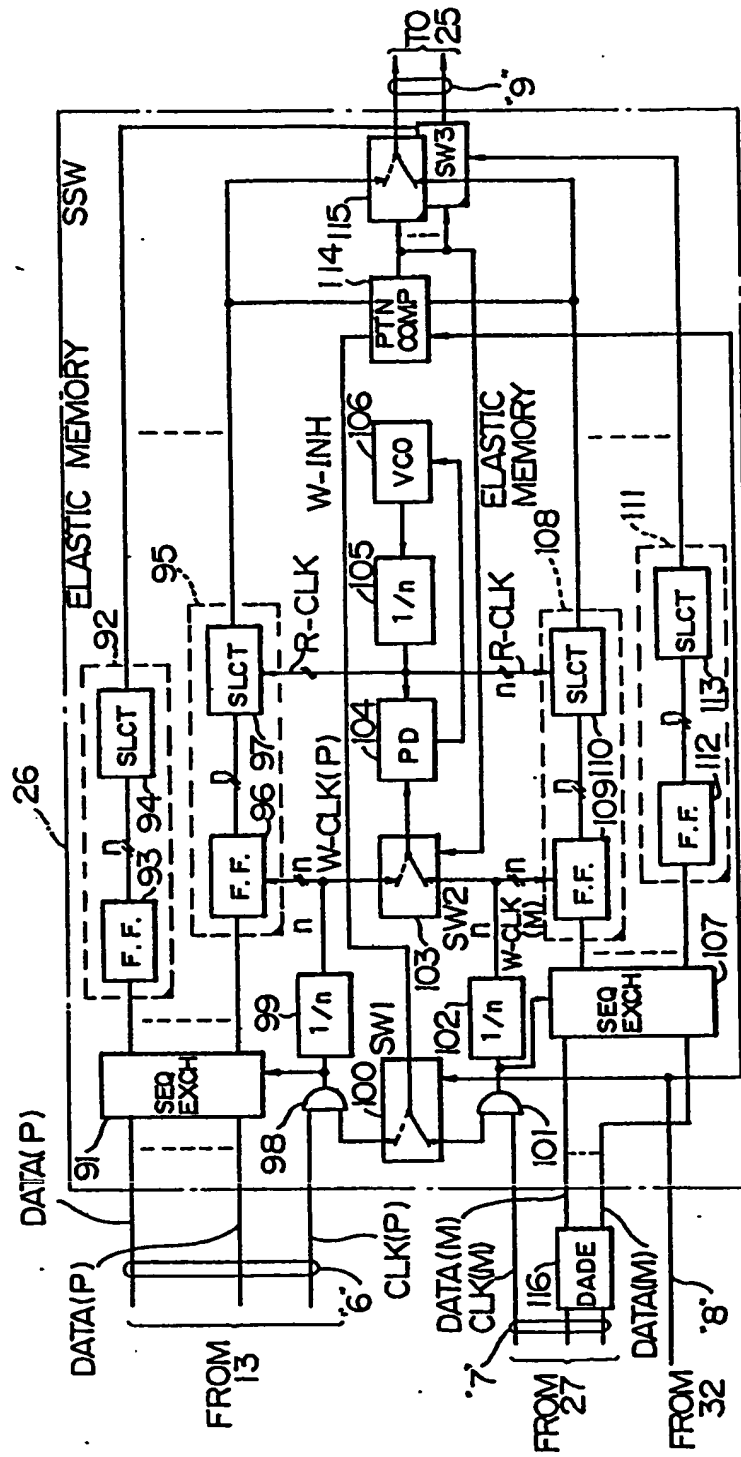 26
SSW
ELASTIC MEMORY
92
n
F.F.
SLCT
93
94
95
n
F.F.
SLCT
96
97
DATA(P)
DATA(P)
91
SEQ
EXCH
"6"
FROM
13
CLK(P)
98
99
1/n
n
n
W-CLK(P)
R-CLK
W-INH
SW1
100
103
SW2
104
PD
105
1/n
106
VCO
n
R-CLK
114
PTN
COMP
115
SW3
"9"
TO
25
ELASTIC
MEMORY
101
102
1/n
n
W-CLK
(M)
n
DATA(M)
CLK(M)
"7"
116
DADE
DATA(M)
FROM
27
"8"
FROM
32
SEQ
EXCH
107
108
F.F.
n
SLCT
109
110
111
F.F.
n
SLCT
112
113